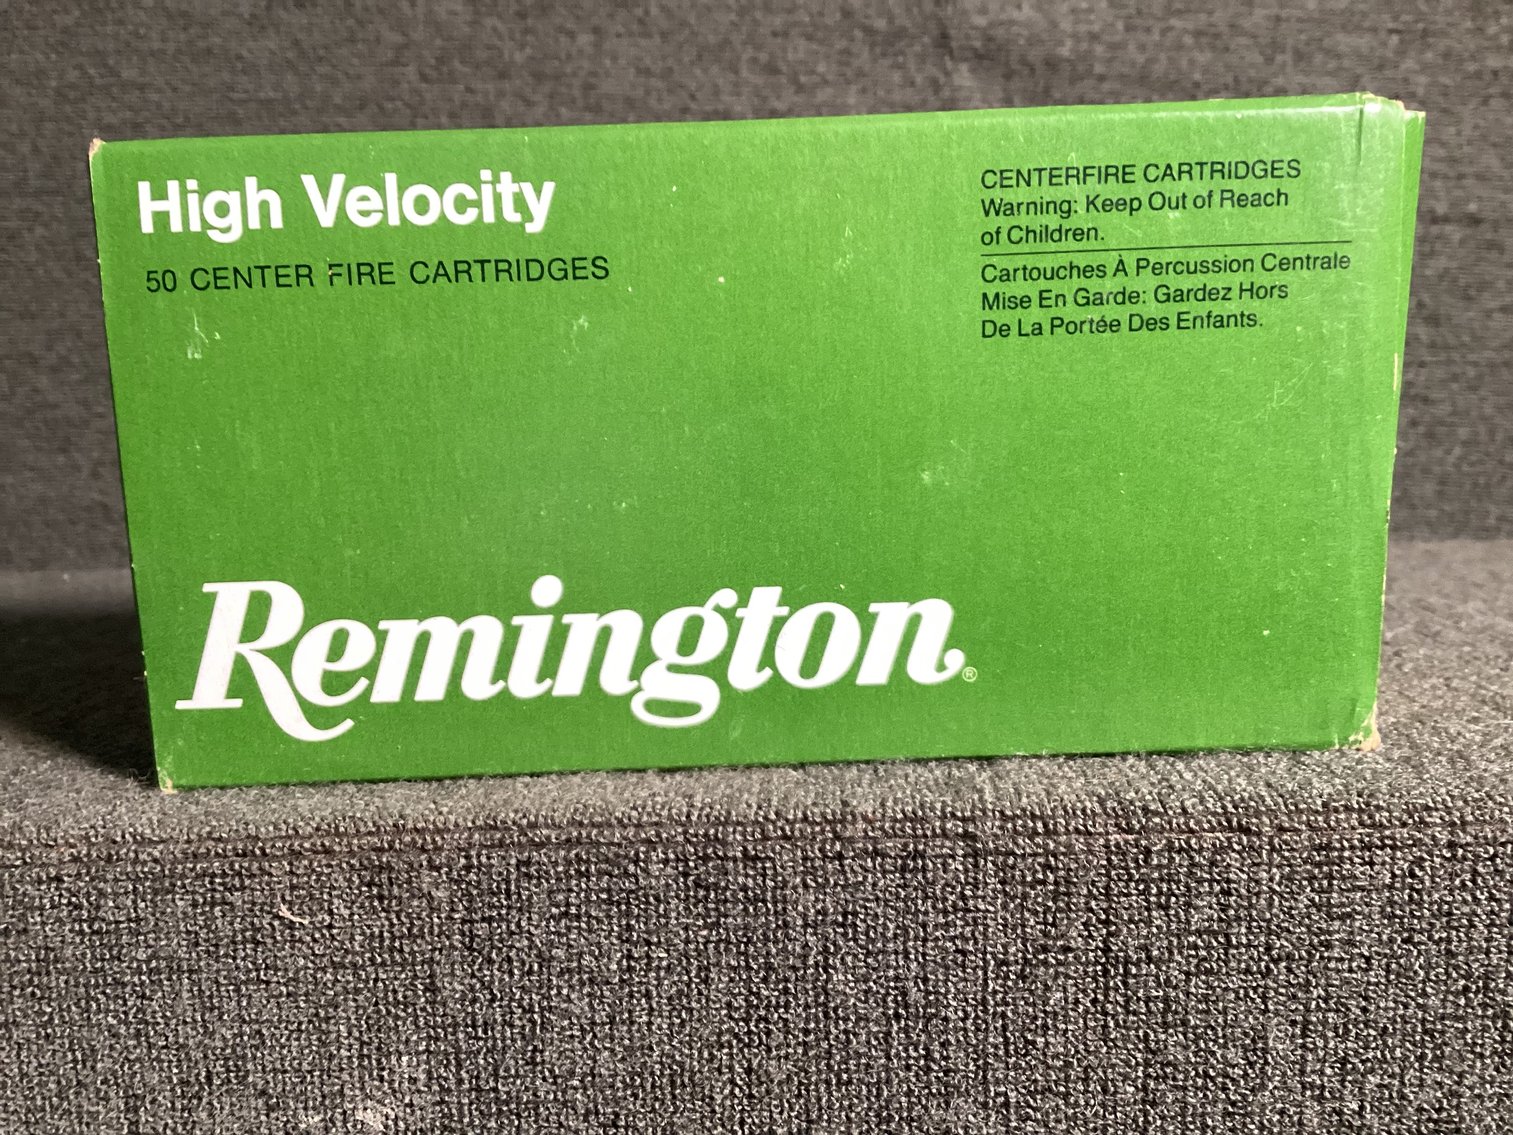 High Velocity
50 CENTER FIRE CARTRIDGES
CENTERFIRE CARTRIDGES
Warning: Keep Out of Reach
of Children.
Cartouches À Percussion Centrale
Mise En Garde: Gardez Hors
De La Portée Des Enfants.
Remington®